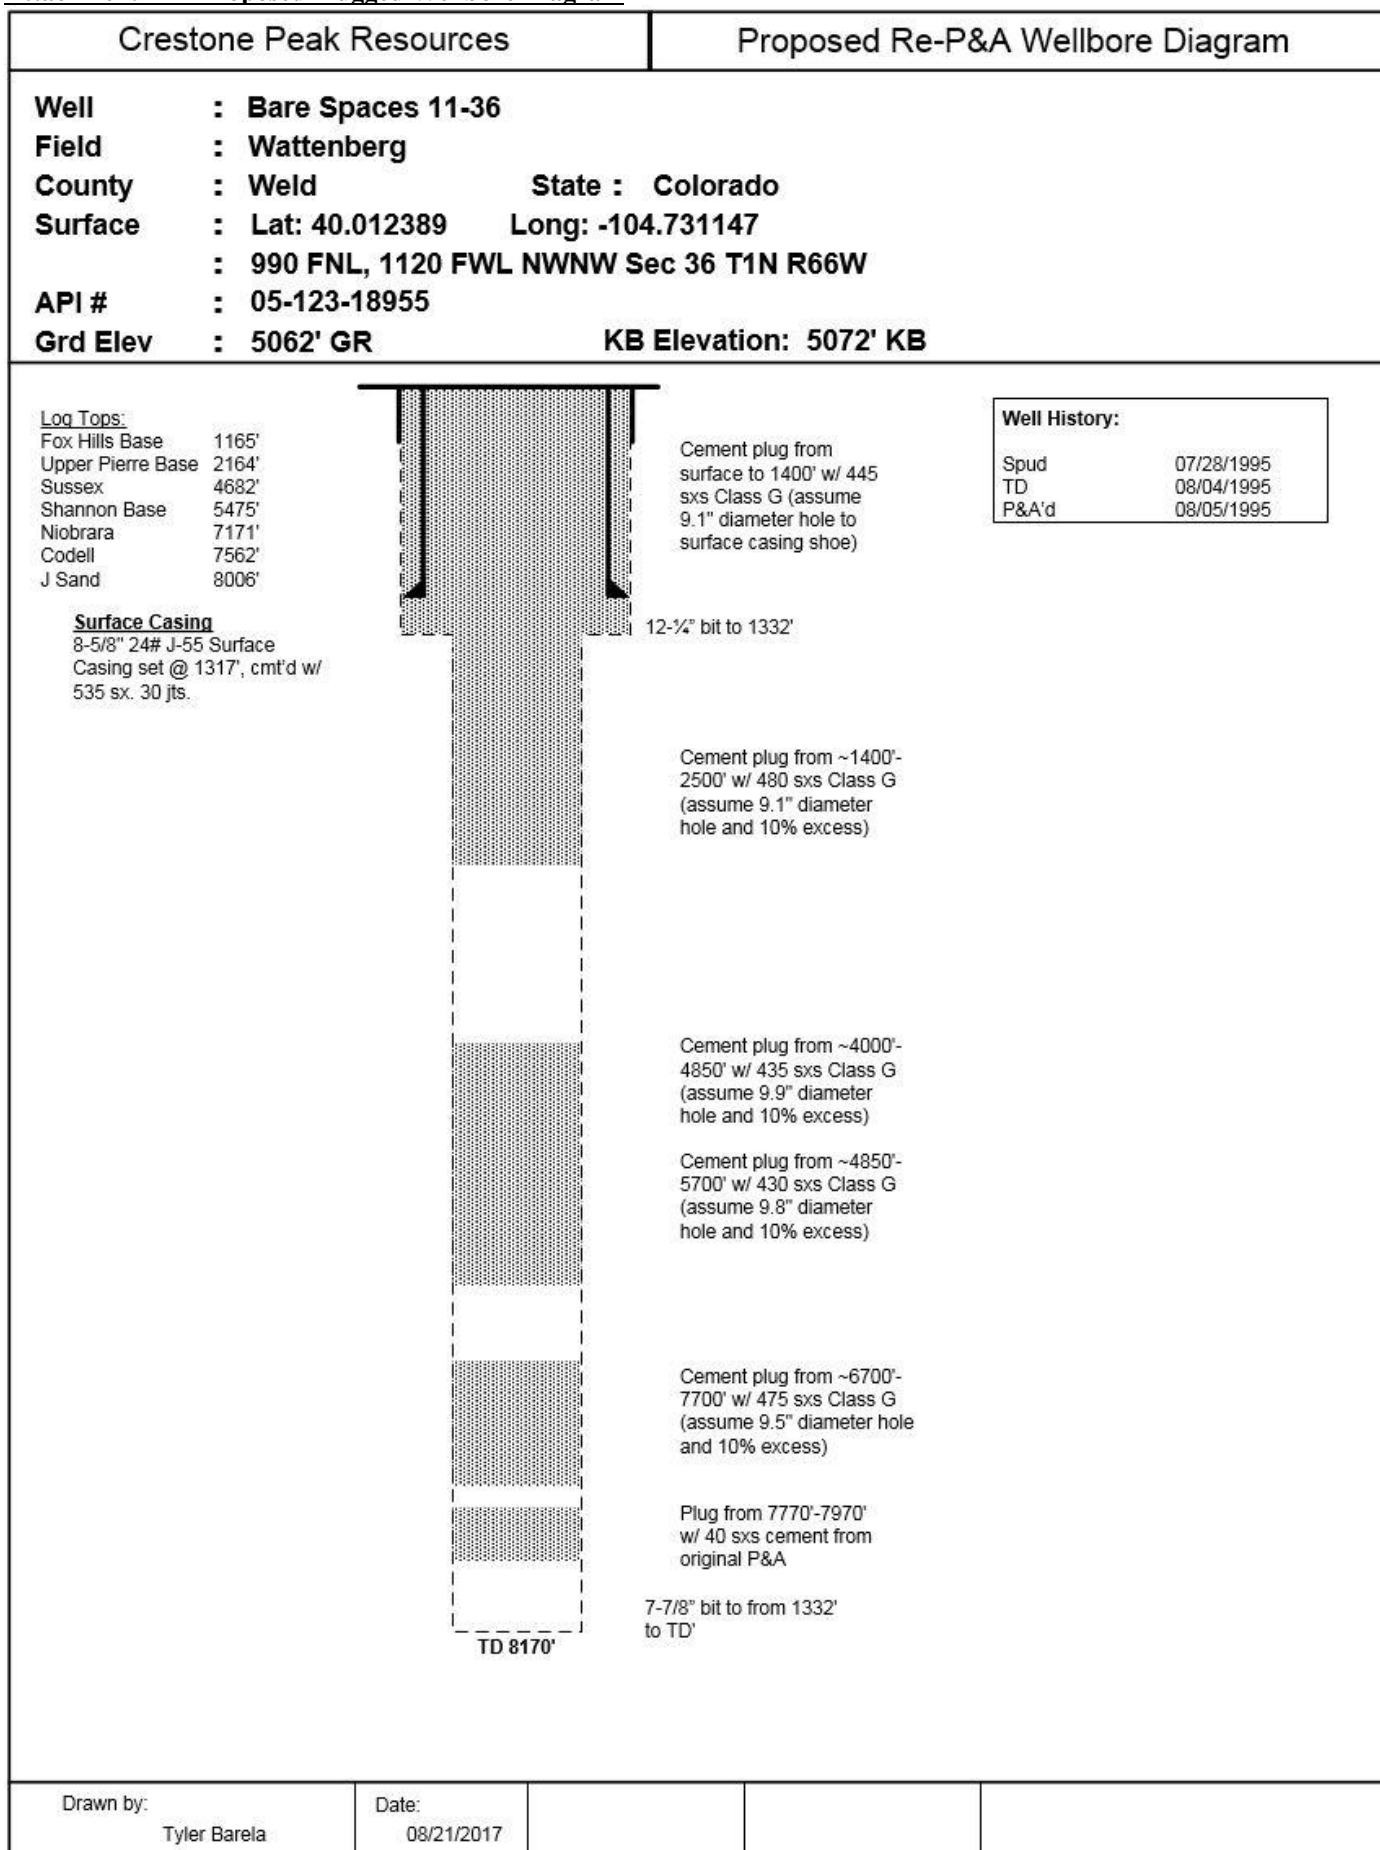 Crestone Peak Resources
Proposed Re-P&A Wellbore Diagram
Well : Bare Spaces 11-36
Field : Wattenberg
County : Weld State : Colorado
Surface : Lat: 40.012389 Long: -104.731147
: 990 FNL, 1120 FWL NWNW Sec 36 T1N R66W
API # : 05-123-18955
Grd Elev : 5062' GR KB Elevation: 5072' KB
Log Tops:
Fox Hills Base 1165'
Upper Pierre Base 2164'
Sussex 4682'
Shannon Base 5475'
Niobrara 7171'
Codell 7562'
J Sand 8006'
Surface Casing
8-5/8" 24# J-55 Surface
Casing set @ 1317', cmt'd w/
535 sx. 30 jts.
Cement plug from
surface to 1400' w/ 445
sxs Class G (assume
9.1" diameter hole to
surface casing shoe)
Well History:
Spud 07/28/1995
TD 08/04/1995
P&A'd 08/05/1995
12-¼" bit to 1332'
Cement plug from ~1400'-
2500' w/ 480 sxs Class G
(assume 9.1" diameter
hole and 10% excess)
Cement plug from ~4000'-
4850' w/ 435 sxs Class G
(assume 9.9" diameter
hole and 10% excess)
Cement plug from ~4850'-
5700' w/ 430 sxs Class G
(assume 9.8" diameter
hole and 10% excess)
Cement plug from ~6700'-
7700' w/ 475 sxs Class G
(assume 9.5" diameter hole
and 10% excess)
Plug from 7770'-7970'
w/ 40 sxs cement from
original P&A
7-7/8" bit to from 1332'
to TD'
TD 8170'
Drawn by:
Tyler Barela
Date:
08/21/2017